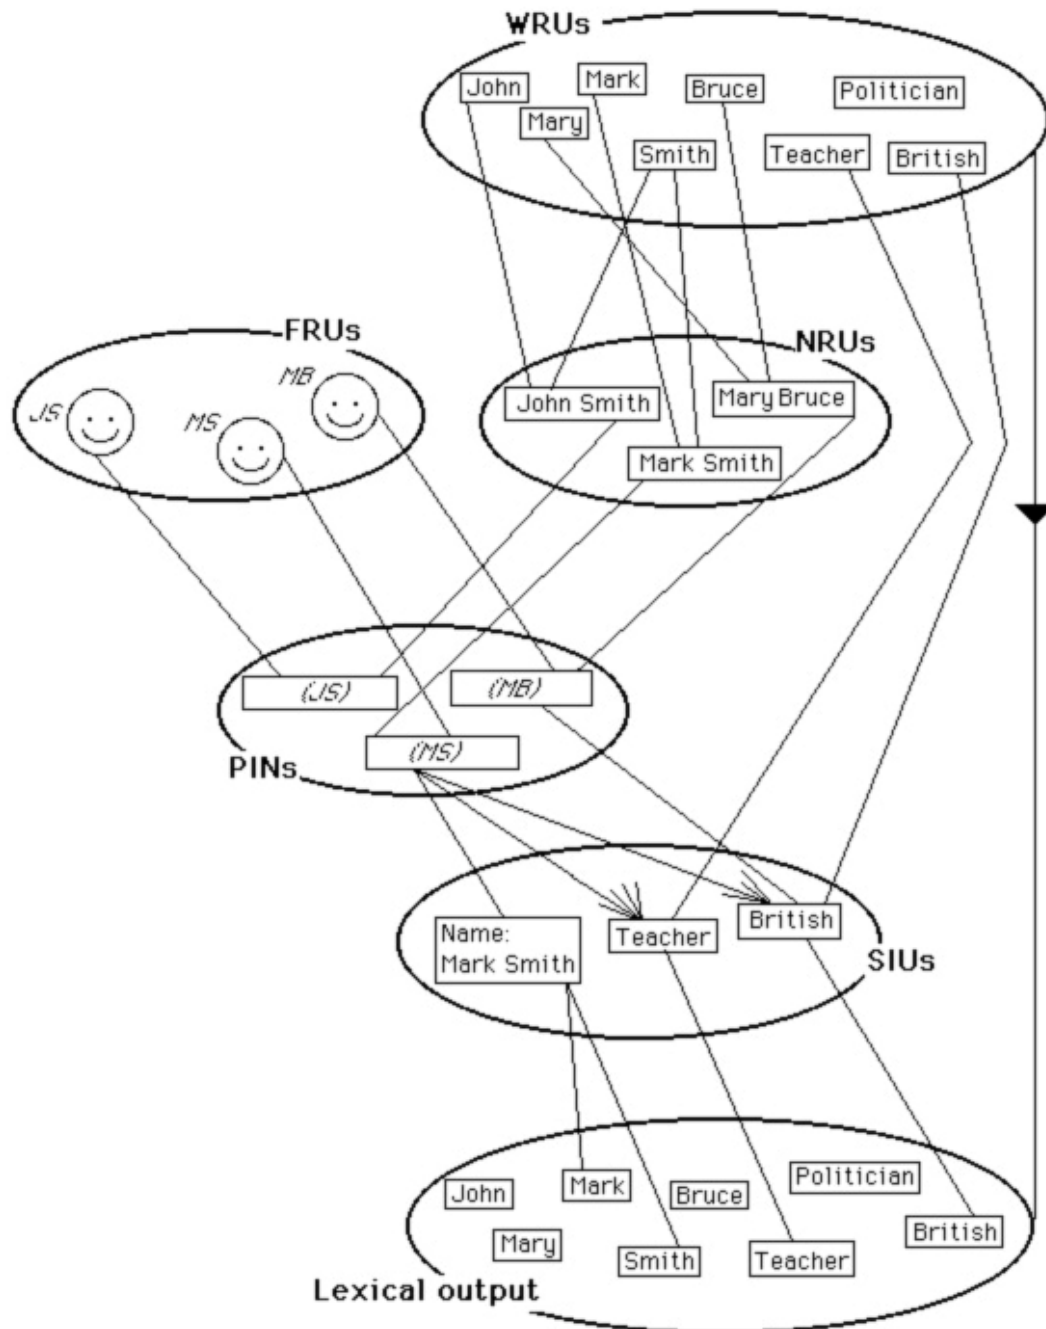 WRUs
John
Mark
Bruce
Politician
Mary
Smith
Teacher
British
FRUs
NRUs
JS
MS
MB
John Smith
Mary Bruce
Mark Smith
(JS)
(MB)
(MS)
PINs
Name:
Mark Smith
Teacher
British
SIUs
John
Mark
Bruce
Politician
Mary
Smith
Teacher
British
Lexical output